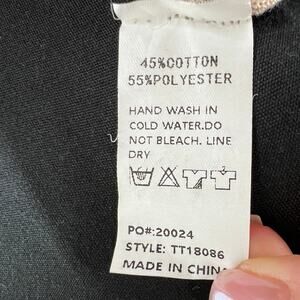 45%COTTON
55%POLYESTER
HAND WASH IN
COLD WATER.DO
NOT BLEACH. LINE
DRY
PO#:20024
STYLE: TT18086
MADE IN CHINA